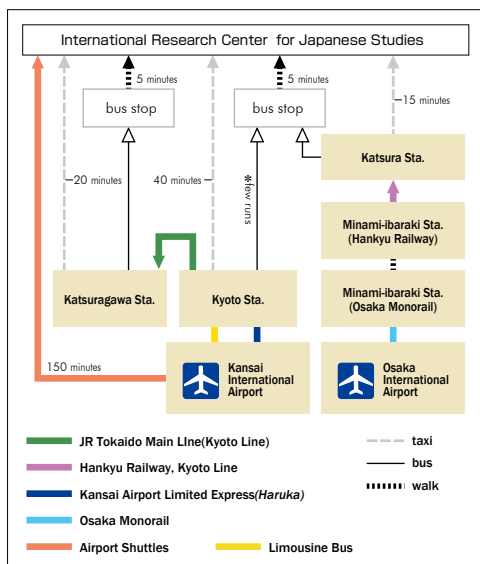 International Research Center for Japanese Studies
5 minutes
5 minutes
bus stop
bus stop
15 minutes
Katsura Sta.
20 minutes
40 minutes
*few runs
Minami-ibaraki Sta.
(Hankyu Railway)
Katsuragawa Sta.
Kyoto Sta.
Minami-ibaraki Sta.
(Osaka Monorail)
150 minutes
Kansai
International
Airport
Osaka
International
Airport
JR Tokaido Main LIne(Kyoto Line)
Hankyu Railway, Kyoto Line
Kansai Airport Limited Express(Haruka)
Osaka Monorail
Airport Shuttles
Limousine Bus
taxi
bus
walk